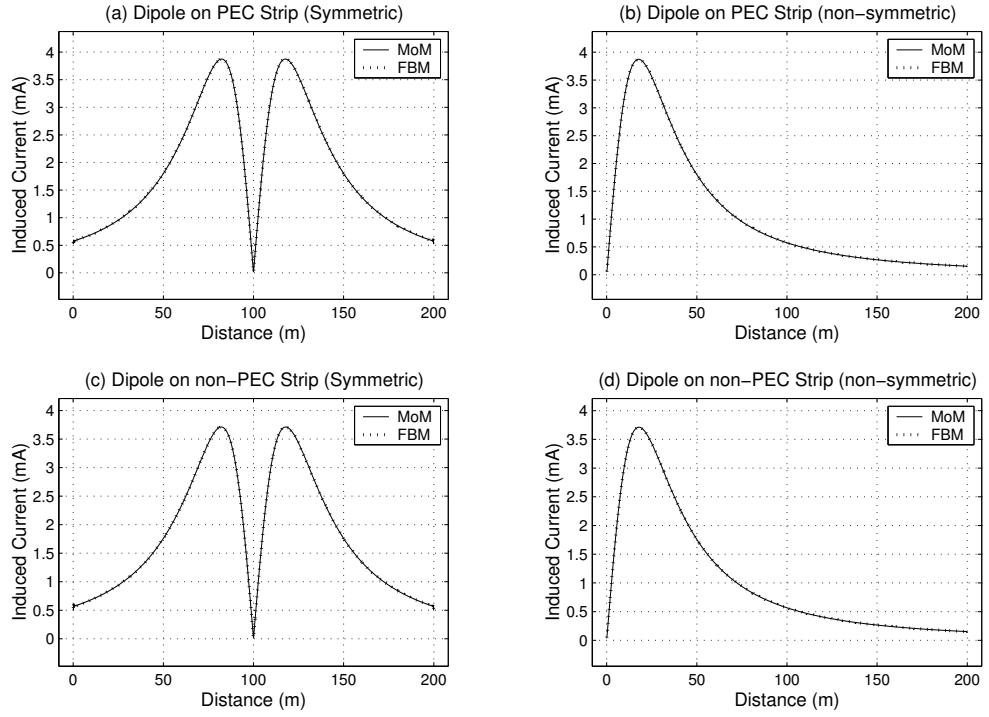 (a) Dipole on PEC Strip (Symmetric)
4
3.5
3
2.5
2
1.5
1
0.5
0
Induced Current (mA)
MoM
FBM
0
50
100
150
200
Distance (m)
(b) Dipole on PEC Strip (non−symmetric)
4
3.5
3
2.5
2
1.5
1
0.5
0
Induced Current (mA)
MoM
FBM
0
50
100
150
200
Distance (m)
(c) Dipole on non−PEC Strip (Symmetric)
4
3.5
3
2.5
2
1.5
1
0.5
0
Induced Current (mA)
MoM
FBM
0
50
100
150
200
Distance (m)
(d) Dipole on non−PEC Strip (non−symmetric)
4
3.5
3
2.5
2
1.5
1
0.5
0
Induced Current (mA)
MoM
FBM
0
50
100
150
200
Distance (m)